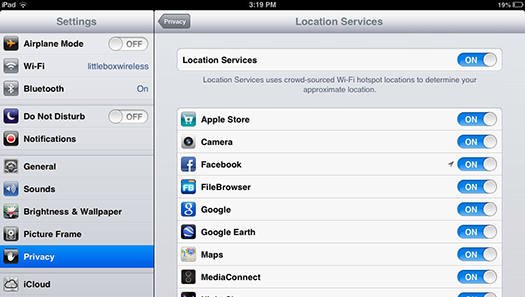 iPad
3:19 PM
19%
Settings
Airplane Mode OFF
Wi-Fi littleboxwireless
Bluetooth On
Do Not Disturb OFF
Notifications
General
Sounds
Brightness & Wallpaper
Picture Frame
Privacy
iCloud
Privacy
Location Services
Location Services ON
Location Services uses crowd-sourced Wi-Fi hotspot locations to determine your
approximate location.
Apple Store ON
Camera ON
Facebook ON
FileBrowser ON
Google ON
Google Earth ON
Maps ON
MediaConnect ON